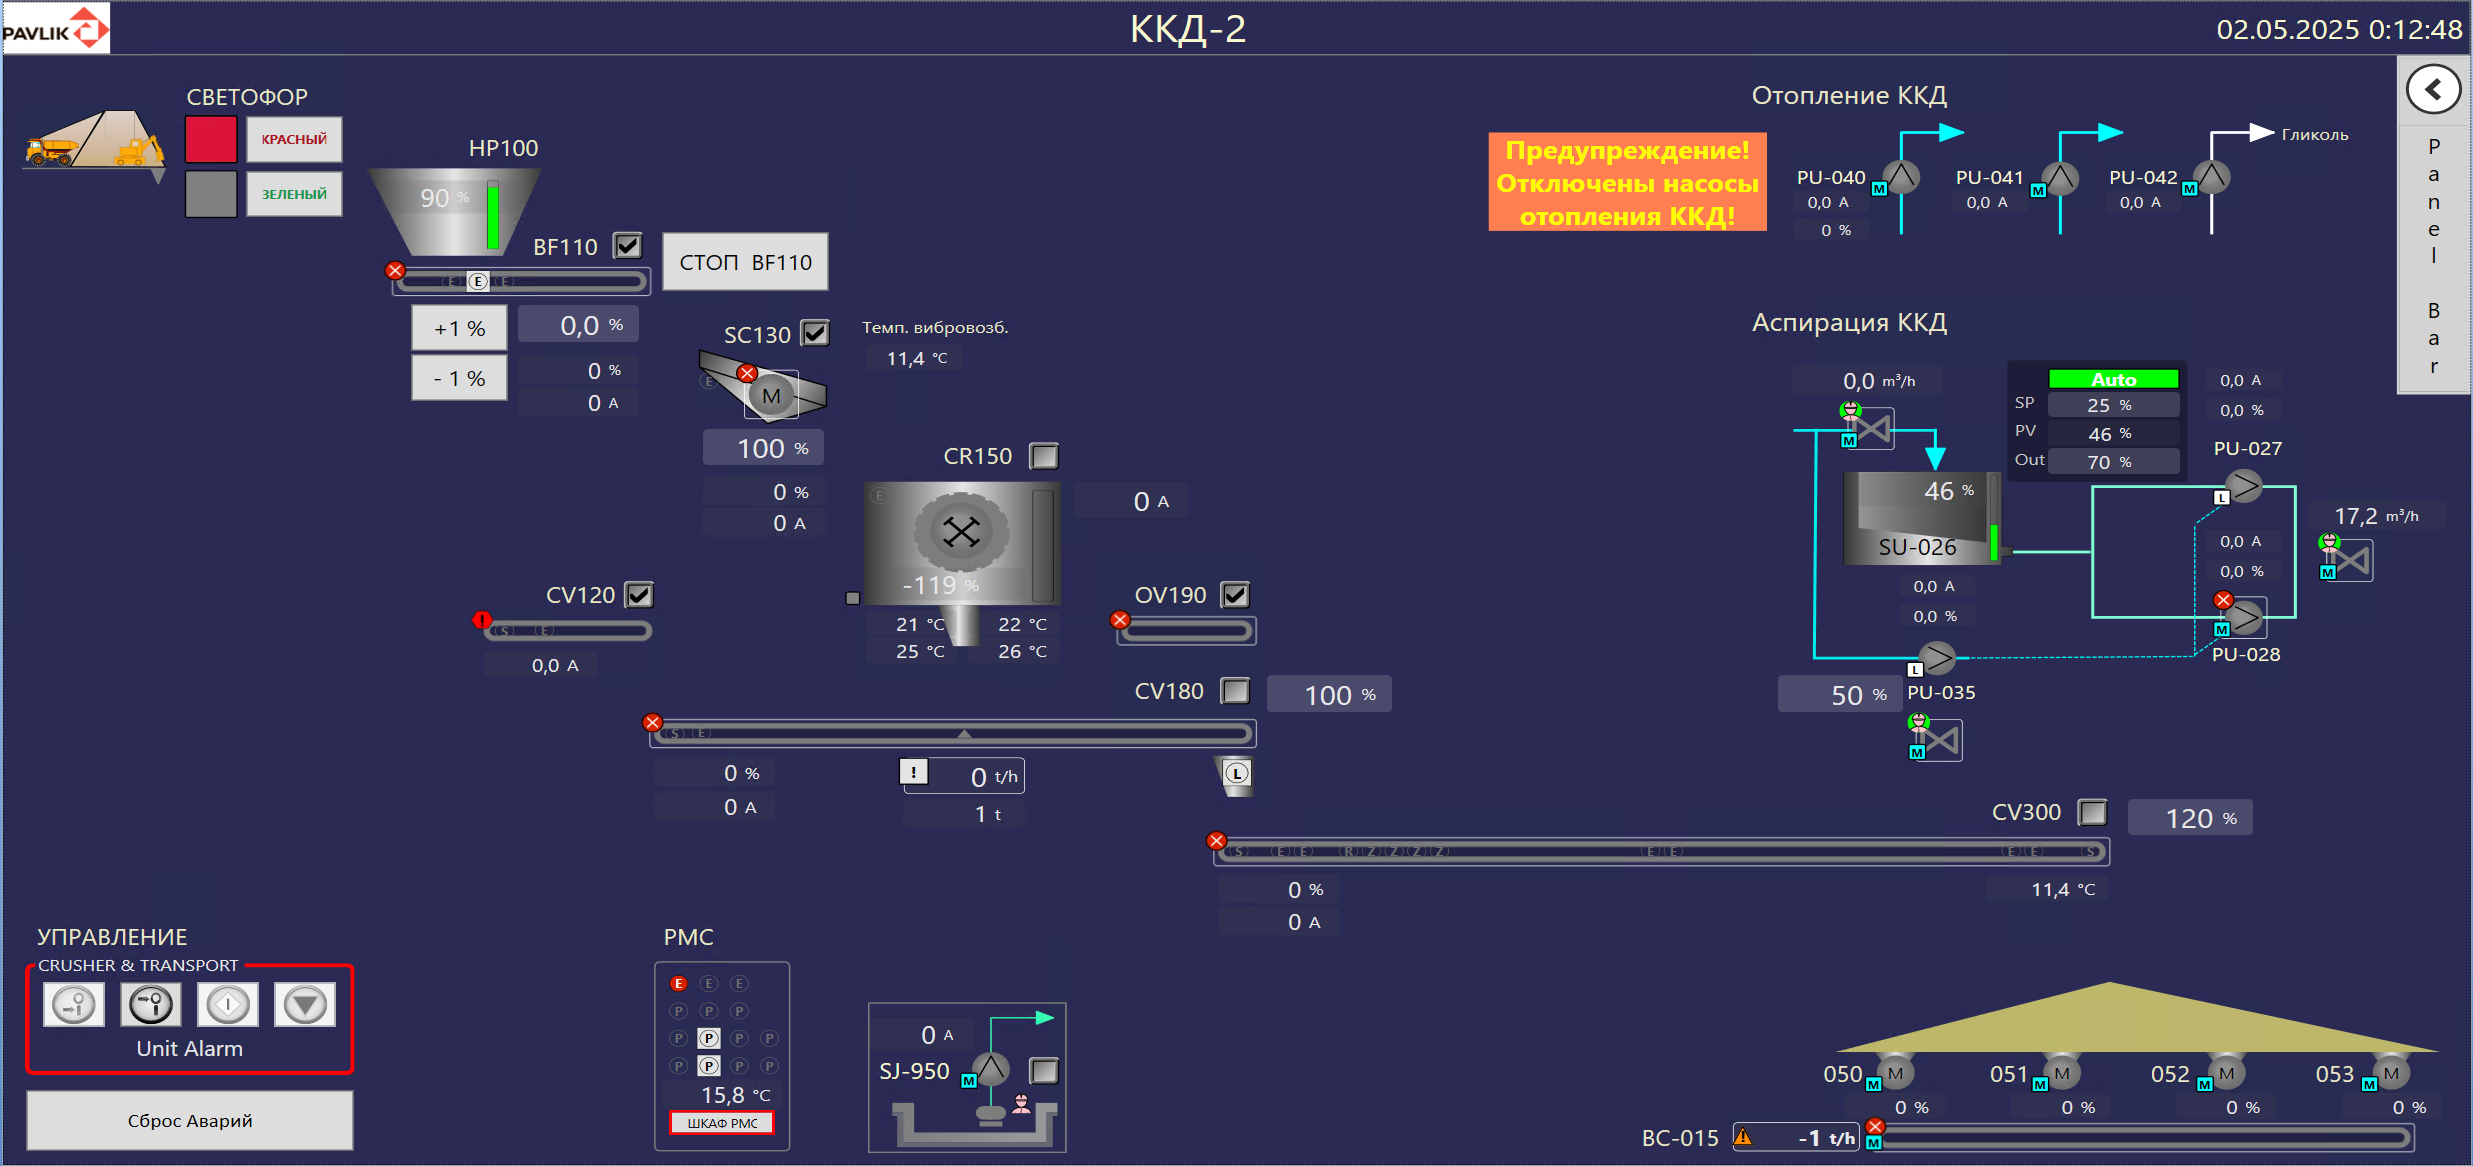 PAVLIK
ККД-2
02.05.2025 0:12:48
СВЕТОФОР
КРАСНЫЙ
ЗЕЛЕНЫЙ
HP100
90 %
BF110
СТОП BF110
E E E
+1 %
- 1 %
0,0 %
0 %
0 A
SC130
Темп. вибровозб.
11,4 °C
E
M
100 %
0 %
0 A
CR150
E
0 A
-119 %
21 °C 22 °C
25 °C 26 °C
CV120
S E
0,0 A
OV190
CV180
100 %
S E
0 %
0 A
! 0 t/h
1 t
L
CV300
120 %
S E E R Z Z Z Z E E E E S
0 %
0 A
11,4 °C
Отопление ККД
Предупреждение!
Отключены насосы
отопления ККД!
PU-040 M
0,0 A
0 %
PU-041 M
0,0 A
PU-042 M
0,0 A
Гликоль
Panel Bar
Аспирация ККД
0,0 m³/h
M
Auto
SP 25 %
PV 46 %
Out 70 %
0,0 A
0,0 %
PU-027
L
46 %
SU-026
0,0 A
0,0 %
17,2 m³/h
M
0,0 A
0,0 %
M
PU-028
L
50 %
PU-035
M
УПРАВЛЕНИЕ
CRUSHER & TRANSPORT
Unit Alarm
Сброс Аварий
РМС
E E E
P P P
P P P P
P P P P
15,8 °C
ШКАФ РМС
0 A
SJ-950 M
050 M M
051 M M
052 M M
053 M M
0 % 0 % 0 % 0 %
BC-015 -1 t/h M